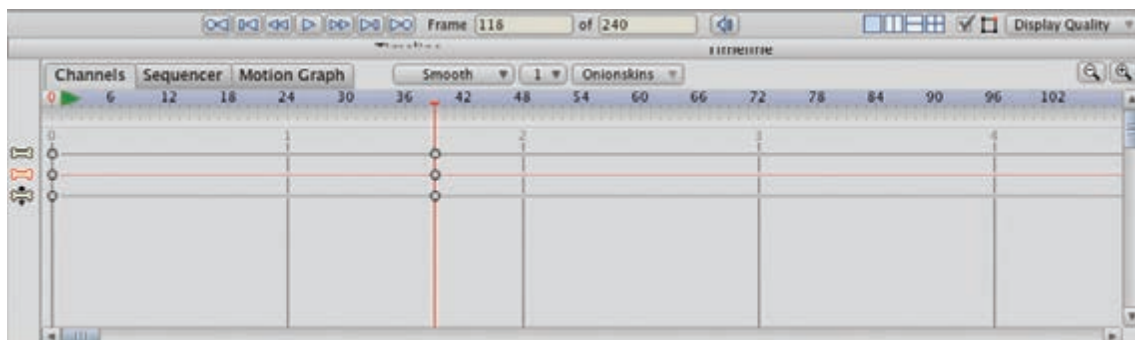 Frame 118 of 240 Display Quality
Timeline
Channels Sequencer Motion Graph Smooth 1 Onionskins
0 6 12 18 24 30 36 42 48 54 60 66 72 78 84 90 96 102
0 1 2 3 4